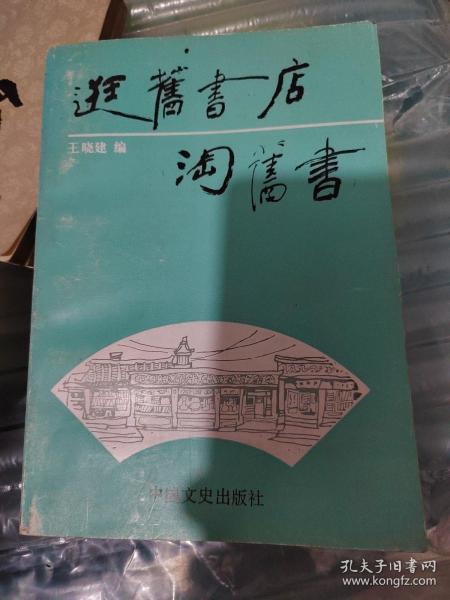 逛舊書店
王晓建 编
淘舊書
中国文史出版社
孔夫子旧书网
www.kongfz.com